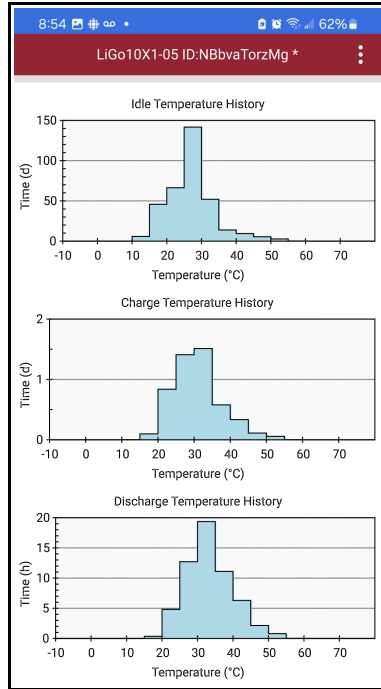 8:54 62%
LiGo10X1-05 ID:NBbvaTorzMg *
Idle Temperature History
150
100
50
0
Time (d)
-10 0 10 20 30 40 50 60 70
Temperature (°C)
Charge Temperature History
2
1
0
Time (d)
-10 0 10 20 30 40 50 60 70
Temperature (°C)
Discharge Temperature History
20
15
10
5
0
Time (h)
-10 0 10 20 30 40 50 60 70
Temperature (°C)